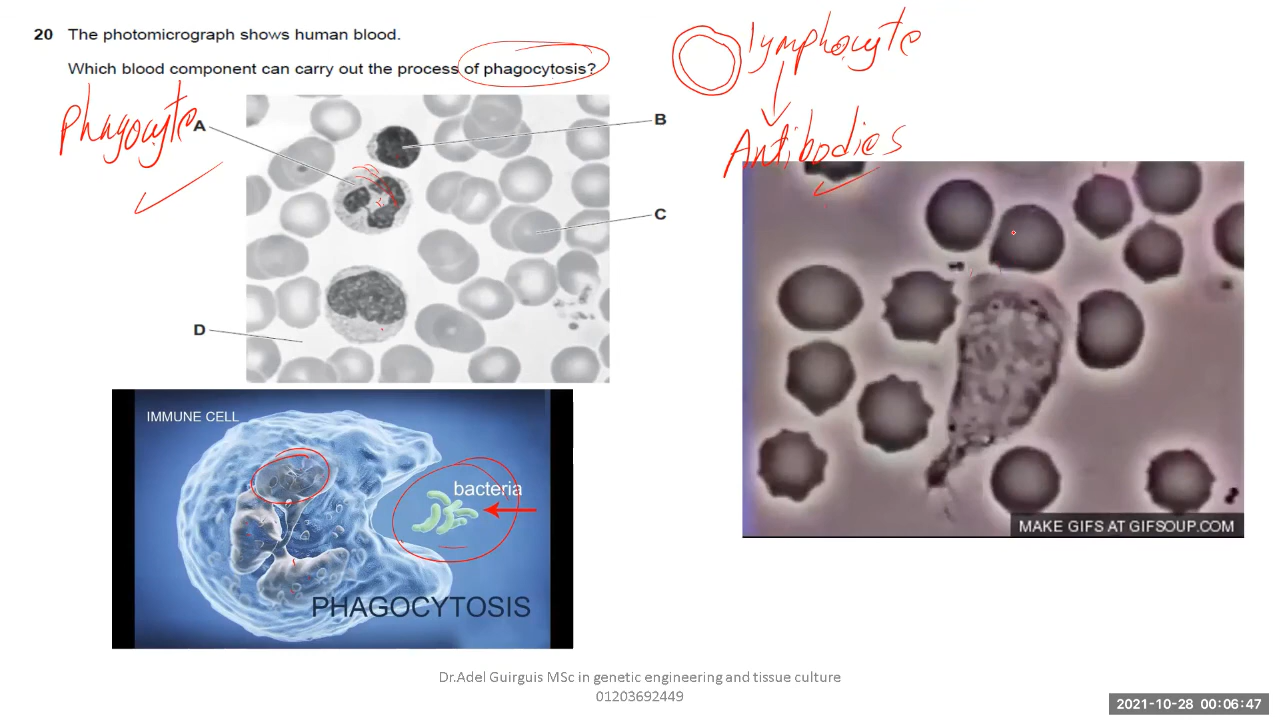 20 The photomicrograph shows human blood.
Which blood component can carry out the process of phagocytosis?
lymphocyte
Antibodies
Phagocyte
A
B
C
D
IMMUNE CELL
bacteria
PHAGOCYTOSIS
MAKE GIFS AT GIFSOUP.COM
Dr.Adel Guirguis MSc in genetic engineering and tissue culture
01203692449
2021-10-28 00:06:47